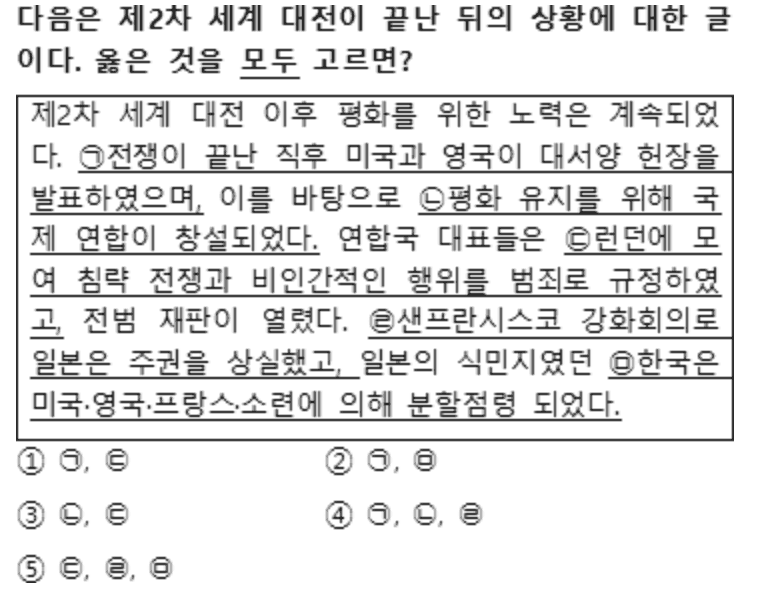 다음은 제2차 세계 대전이 끝난 뒤의 상황에 대한 글
이다. 옳은 것을 모두 고르면?
제2차 세계 대전 이후 평화를 위한 노력은 계속되었
다. ㉠전쟁이 끝난 직후 미국과 영국이 대서양 헌장을
발표하였으며, 이를 바탕으로 ㉡평화 유지를 위해 국
제 연합이 창설되었다. 연합국 대표들은 ㉢런던에 모
여 침략 전쟁과 비인간적인 행위를 범죄로 규정하였
고, 전범 재판이 열렸다. ㉣샌프란시스코 강화회의로
일본은 주권을 상실했고, 일본의 식민지였던 ㉤한국은
미국·영국·프랑스·소련에 의해 분할점령 되었다.
① ㉠, ㉢ ② ㉠, ㉤
③ ㉡, ㉢ ④ ㉠, ㉡, ㉣
⑤ ㉢, ㉣, ㉤